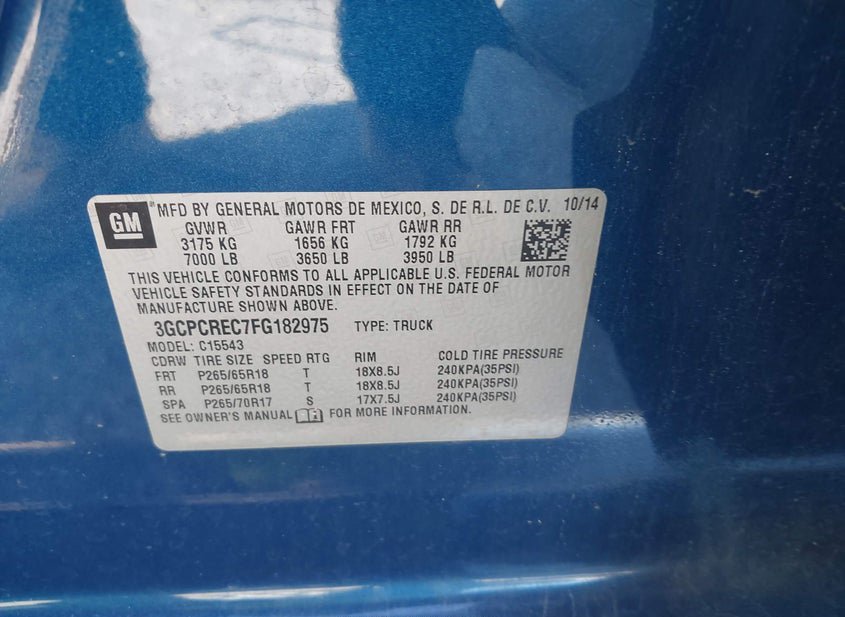 GM MFD BY GENERAL MOTORS DE MEXICO, S. DE R.L. DE C.V. 10/14
GVWR GAWR FRT GAWR RR
3175 KG 1656 KG 1792 KG
7000 LB 3650 LB 3950 LB
THIS VEHICLE CONFORMS TO ALL APPLICABLE U.S. FEDERAL MOTOR
VEHICLE SAFETY STANDARDS IN EFFECT ON THE DATE OF
MANUFACTURE SHOWN ABOVE.
3GCPCREC7FG182975 TYPE: TRUCK
MODEL: C15543
CDRW TIRE SIZE SPEED RTG RIM COLD TIRE PRESSURE
FRT P265/65R18 T 18X8.5J 240KPA(35PSI)
RR P265/65R18 T 18X8.5J 240KPA(35PSI)
SPA P265/70R17 S 17X7.5J 240KPA(35PSI)
SEE OWNER'S MANUAL FOR MORE INFORMATION.